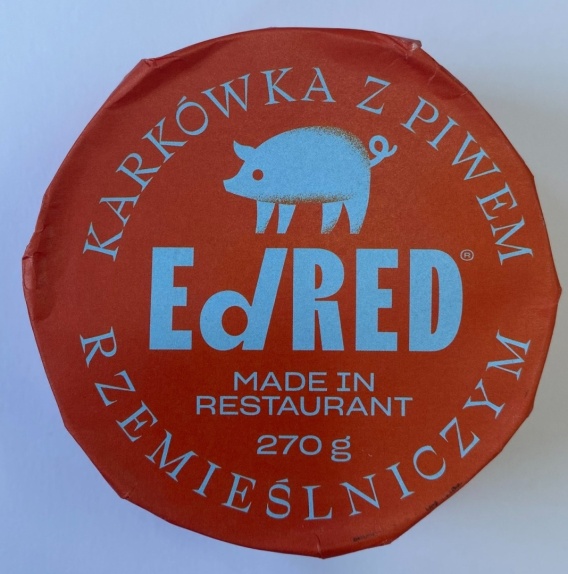 KARKÓWKA Z PIWEM
EdRED®
MADE IN
RESTAURANT
270 g
RZEMIEŚLNICZYM